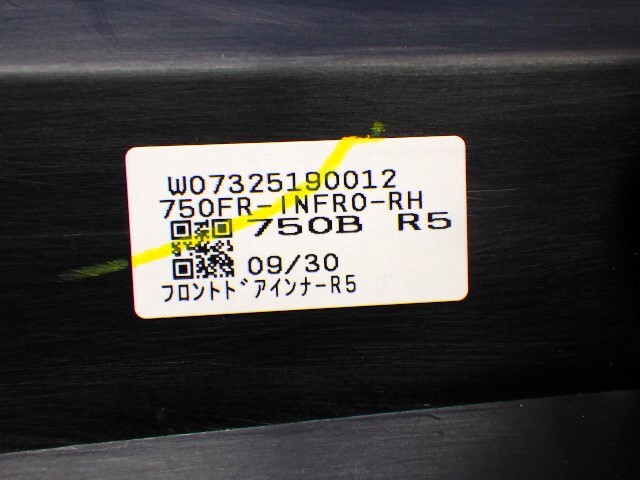 W07325190012
750FR-INFRO-RH
750B R5
09/30
ﾌﾛﾝﾄﾄﾞｱｲﾝﾅｰR5